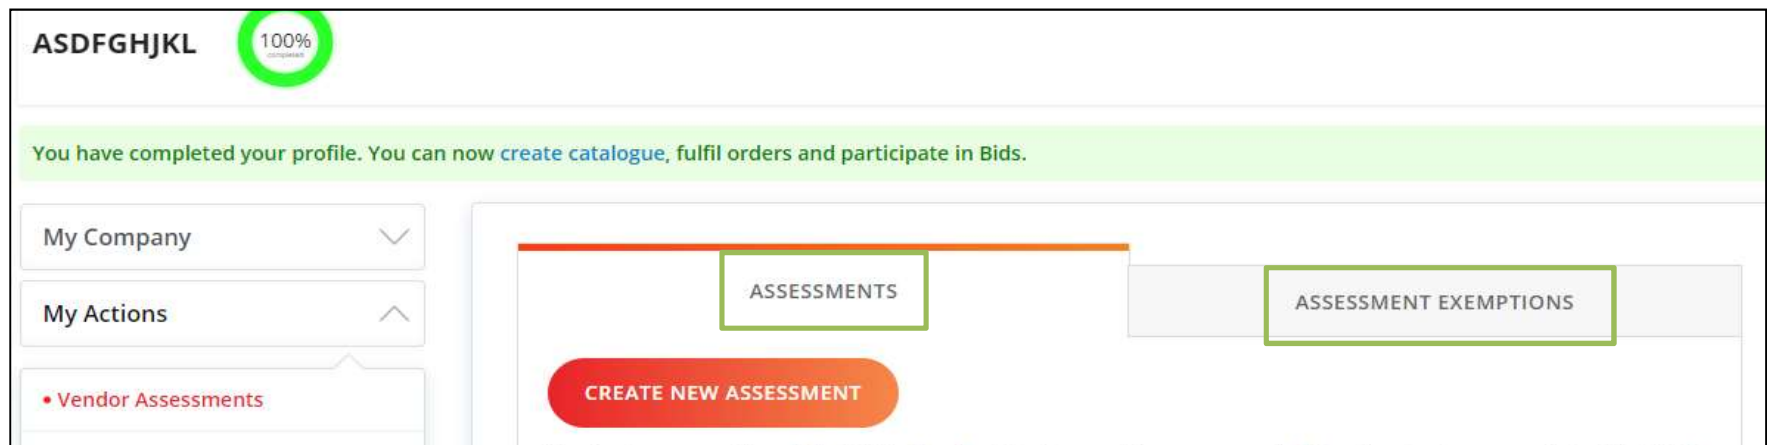 ASDFGHJKL
100%
completed
You have completed your profile. You can now create catalogue, fulfil orders and participate in Bids.
My Company
My Actions
• Vendor Assessments
ASSESSMENTS
ASSESSMENT EXEMPTIONS
CREATE NEW ASSESSMENT